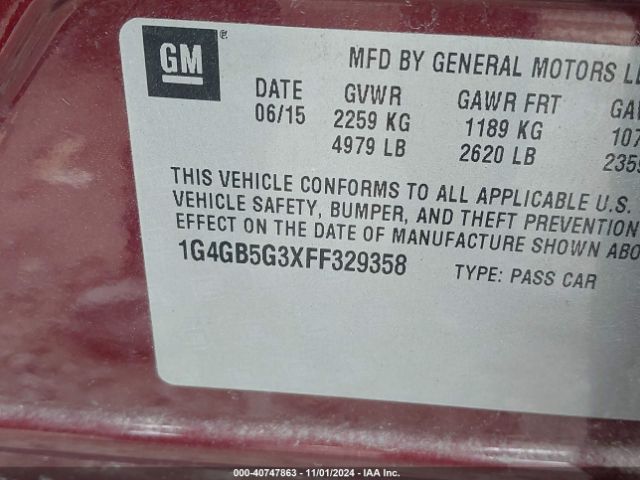 GM®
MFD BY GENERAL MOTORS
DATE GVWR GAWR FRT
06/15 2259 KG 1189 KG
4979 LB 2620 LB
THIS VEHICLE CONFORMS TO ALL APPLICABLE U.S.
VEHICLE SAFETY, BUMPER, AND THEFT PREVENTION
EFFECT ON THE DATE OF MANUFACTURE SHOWN
1G4GB5G3XFF329358 TYPE: PASS CAR
000-40747863 - 11/01/2024 - IAA Inc.